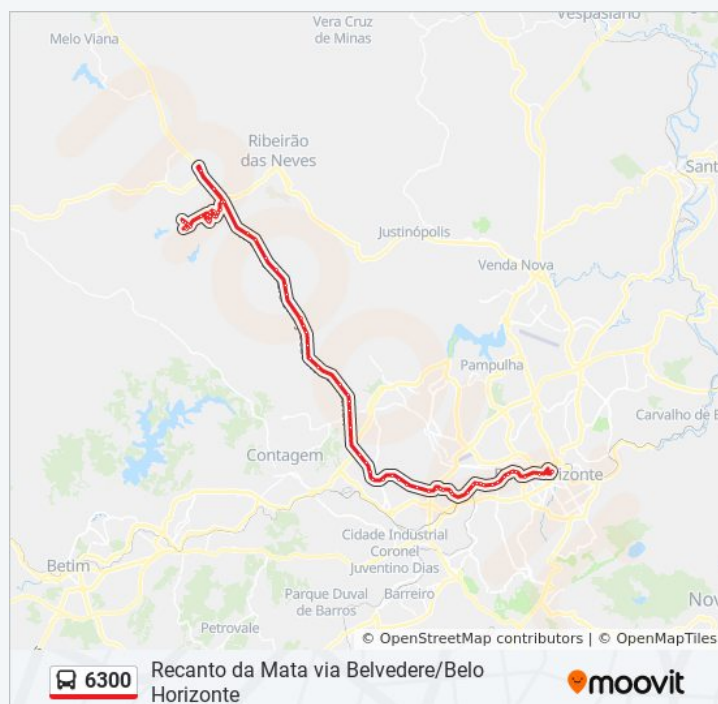 Vera Cruz
de Minas
Vespasiano
Melo Viana
Ribeirão
das Neves
Sant
Justinópolis
Venda Nova
Pampulha
Carvalho de B
Contagem
Horizonte
Cidade Industrial
Coronel
Juventino Dias
Betim
Parque Duval
de Barros
Barreiro
Nov
Petrovale
© OpenStreetMap contributors | © OpenMapTiles
6300
Recanto da Mata via Belvedere/Belo
Horizonte
moovit